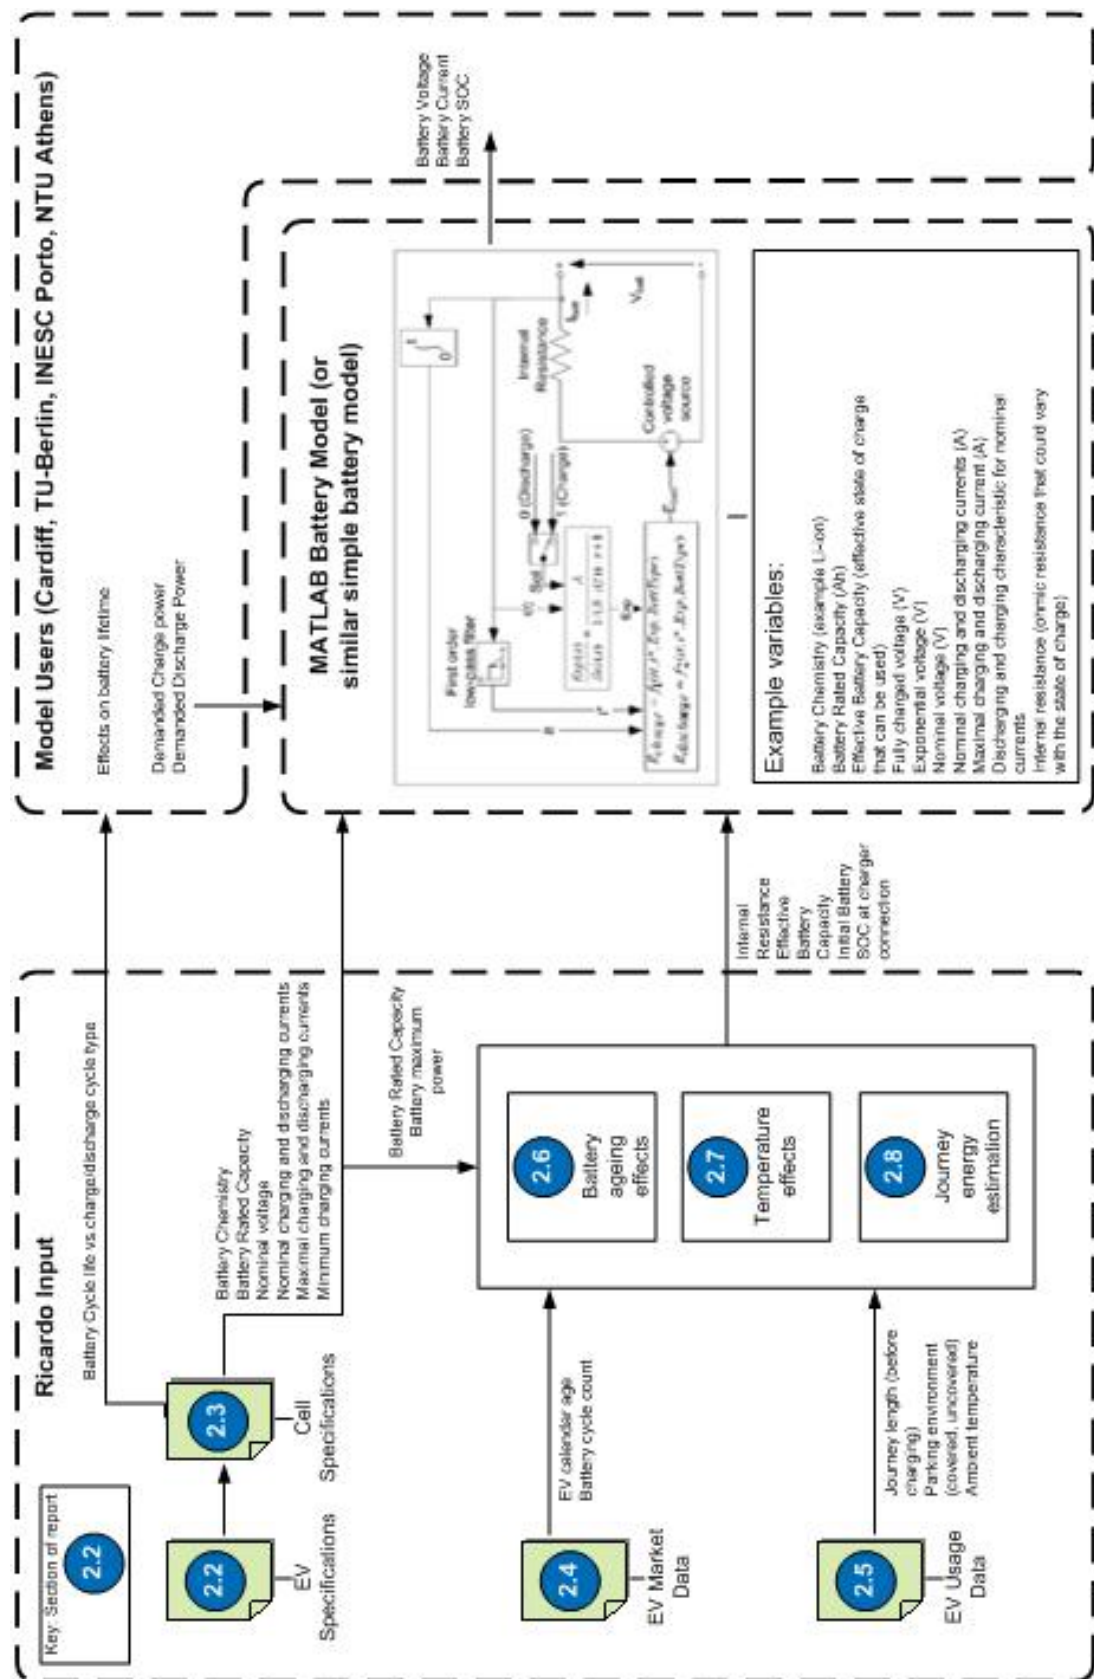 Ricardo Input
Key: Section of report
2.2
2.2
EV
Specifications
2.3
Cell
Specifications
Battery Cycle life vs. charge/discharge cycle type
Battery Chemistry
Battery Rated Capacity
Nominal voltage
Nominal charging and discharging currents
Maximal charging and discharging currents
Minimum charging currents
Battery Rated Capacity
Battery maximum
power
2.4
EV Market
Data
EV calendar age
Battery cycle count
2.5
EV Usage
Data
Journey length (before
charging)
Parking environment
(covered, uncovered)
Ambient temperature
2.6
Battery
ageing
effects
2.7
Temperature
effects
2.8
Journey
energy
estimation
Internal
Resistance
Effective
Battery
Capacity
Initial Battery
SOC at charger
connection
Model Users (Cardiff, TU-Berlin, INESC Porto, NTU Athens)
Effects on battery lifetime
Demanded Charge power
Demanded Discharge Power
Battery Voltage
Battery Current
Battery SOC
MATLAB Battery Model (or
similar simple battery model)
First order
low-pass filter
Sel
0 (Discharge)
1 (Charge)
Internal
Resistance
Controlled
voltage
source
Example variables:
Battery Chemistry (example Li-ion)
Battery Rated Capacity (Ah)
Effective Battery Capacity (effective state of charge
that can be used)
Fully charged voltage (V)
Exponential voltage (V)
Nominal voltage (V)
Nominal charging and discharging currents (A)
Maximal charging and discharging current (A)
Discharging and charging characteristic for nominal
currents
Internal resistance (ohmic resistance that could vary
with the state of charge)